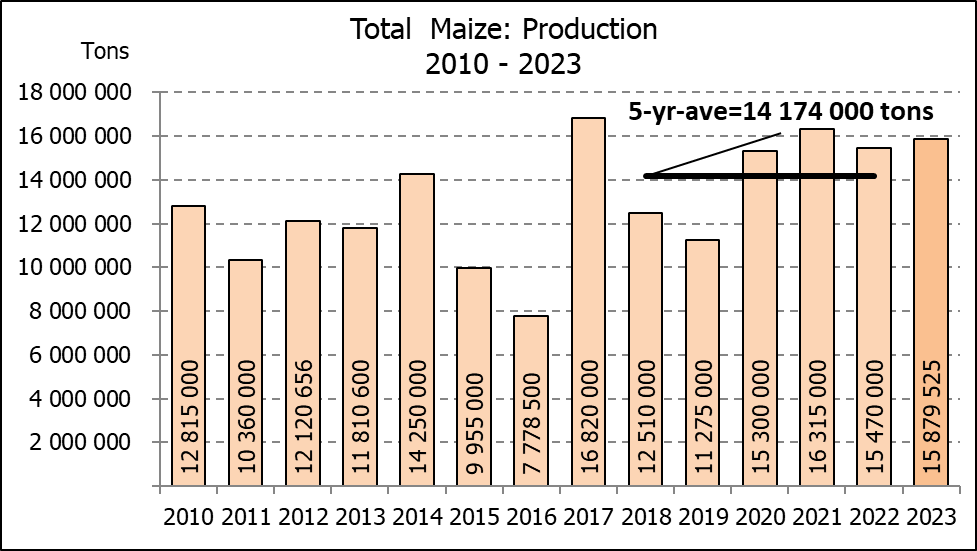 Total  Maize: Production
2010 - 2023
Tons
5-yr-ave=14 174 000 tons
18 000 000
16 000 000
14 000 000
12 000 000
10 000 000
8 000 000
6 000 000
4 000 000
2 000 000
12 815 000
10 360 000
12 120 656
11 810 600
14 250 000
9 955 000
7 778 500
16 820 000
12 510 000
11 275 000
15 300 000
16 315 000
15 470 000
15 879 525
2010 2011 2012 2013 2014 2015 2016 2017 2018 2019 2020 2021 2022 2023